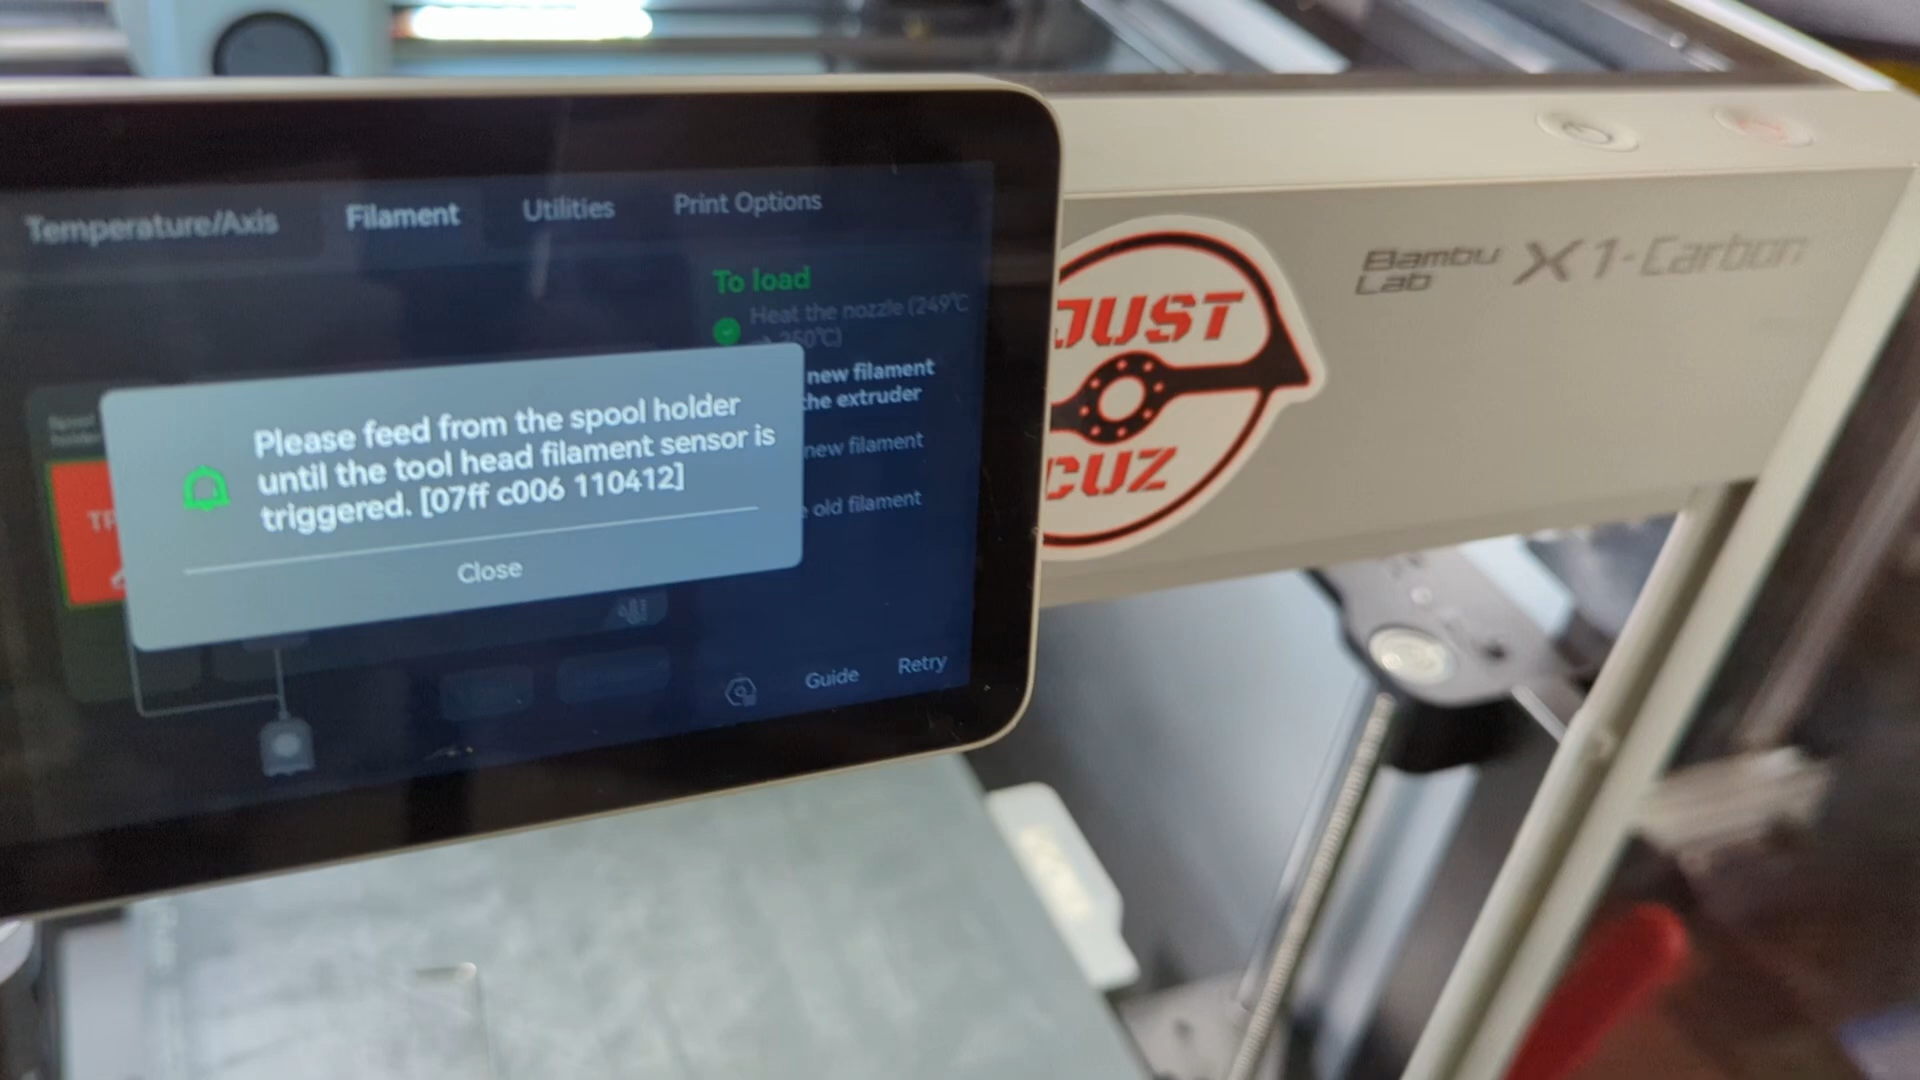 Temperature/Axis Filament Utilities Print Options
To load
Heat the nozzle (249℃
250℃)
new filament
the extruder
new filament
old filament
Please feed from the spool holder
until the tool head filament sensor is
triggered. [07ff c006 110412]
Close
Guide Retry
JUST
CUZ
Bambu
Lab
X1-Carbon